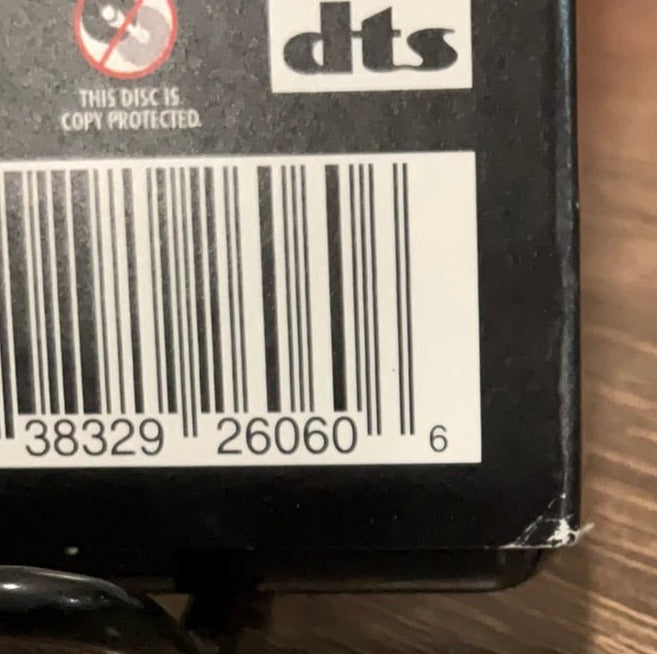 dts
THIS DISC IS
COPY PROTECTED.
38329 26060 6